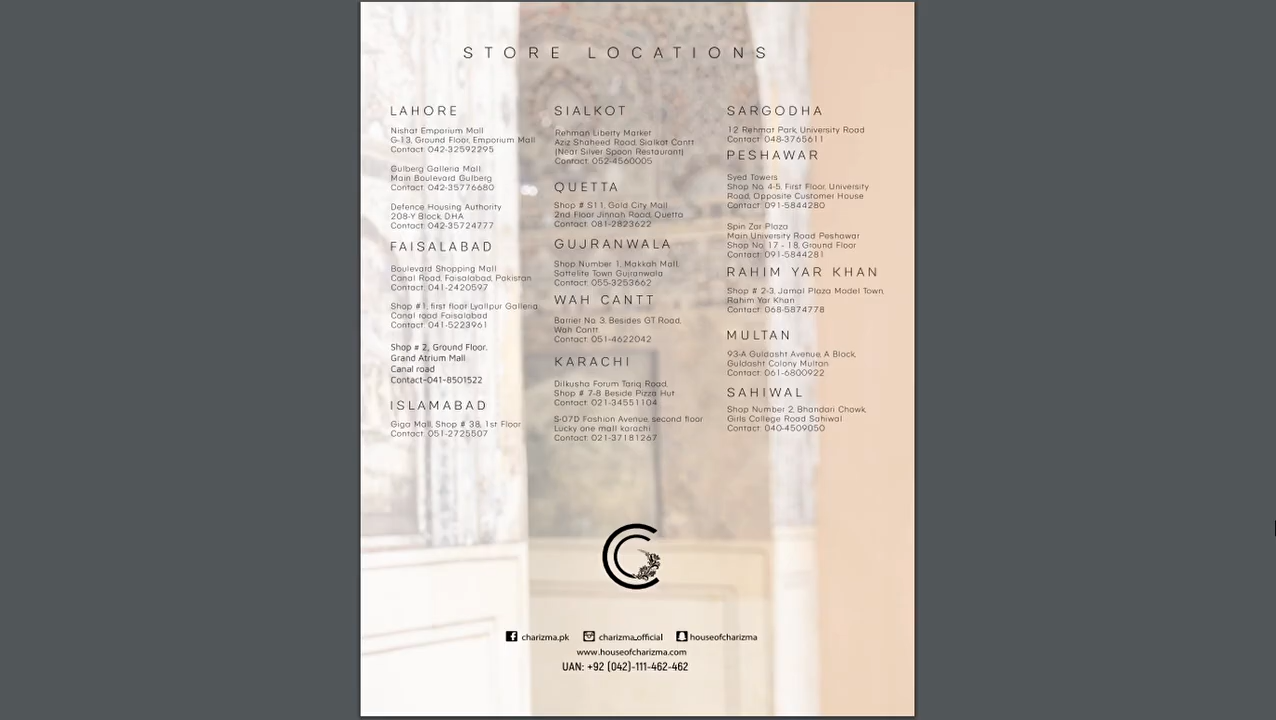 STORE LOCATIONS
LAHORE
Nishat Emporium Mall
G-13, Ground Floor, Emporium Mall
Contact: 042-32592295
Gulberg Galleria Mall
Main Boulevard Gulberg
Contact: 042-35776680
Defence Housing Authority
208-Y Block, DHA
Contact: 042-35724777
FAISALABAD
Boulevard Shopping Mall
Canal Road, Faisalabad, Pakistan
Contact: 041-2420597
Shop #1, first floor Lyallpur Galleria
Canal road Faisalabad
Contact: 041-5223961
Shop # 2, Ground Floor.
Grand Atrium Mall
Canal road
Contact-041-8501522
ISLAMABAD
Giga Mall, Shop # 38, 1st Floor
Contact: 051-2725507
SIALKOT
Rehman Liberty Market
Aziz Shaheed Road, Sialkat Cantt
(Near Silver Spoon Restaurant)
Contact: 052-4560005
QUETTA
Shop # S11, Gold City Mall
2nd Floar Jinnah Road, Quetta
Contact: 081-2823622
GUJRANWALA
Shop Number 1, Makkah Mall,
Sattelite Town Gujranwala
Contact: 055-3253662
WAH CANTT
Barrier No. 3, Besides GT Road,
Wah Cantt.
Contact: 051-4622042
KARACHI
Dilkusha Forum Tariq Road,
Shop # 7-8 Beside Pizza Hut
Contact: 021-34551104
S-07D Fashion Avenue, second floor
Lucky one mall karachi
Contact: 021-37181267
SARGODHA
12 Rehmat Park, University Road
Contact: 048-3765611
PESHAWAR
Syed Towers
Shop No. 4-5, First Floor, University
Road, Opposite Customer House
Contact: 091-5844280
Spin Zar Plaza
Main University Road Peshawar
Shop No. 17 - 18, Ground Floor
Contact: 091-5844281
RAHIM YAR KHAN
Shop # 2-3, Jamal Plaza Model Town,
Rahim Yar Khan
Contact: 068-5874778
MULTAN
93-A Guldasht Avenue, A Block,
Guldasht Colony Multan.
Contact: 061-6800922
SAHIWAL
Shop Number 2, Bhandari Chowk,
Girls College Road Sahiwal
Contact: 040-4509050
charizma.pk charizma_official houseofcharizma
www.houseofcharizma.com
UAN: +92 (042)-111-462-462